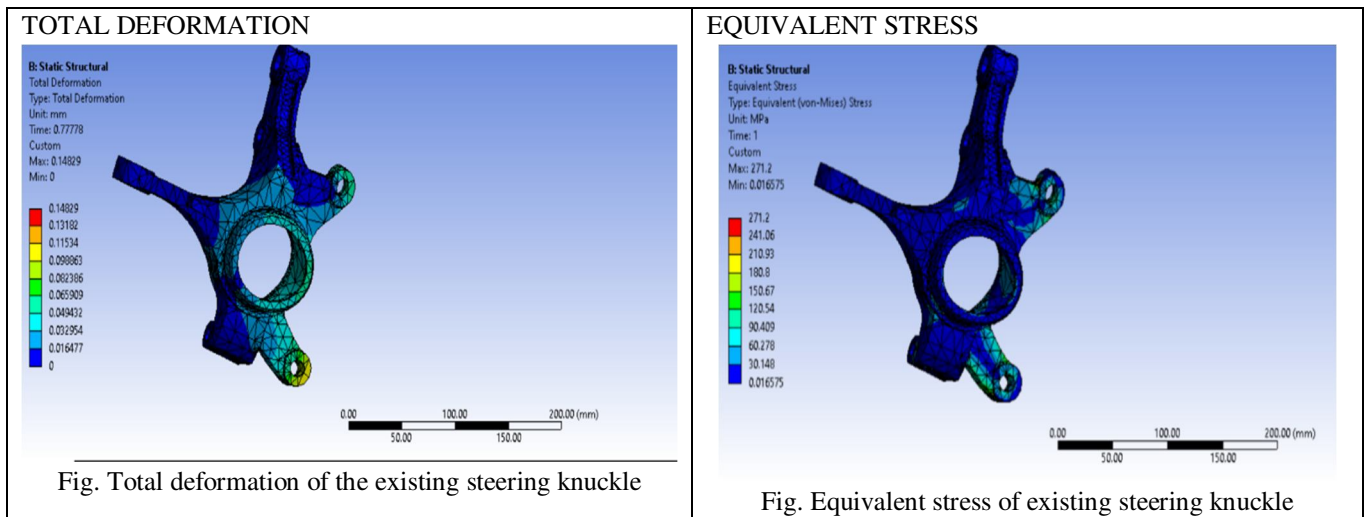 TOTAL DEFORMATION
B: Static Structural
Total Deformation
Type: Total Deformation
Unit: mm
Time: 0.77778
Custom
Max: 0.14829
Min: 0
0.14829
0.13182
0.11534
0.098863
0.082386
0.065909
0.049432
0.032954
0.016477
0
0.00 100.00 200.00 (mm)
50.00 150.00
Fig. Total deformation of the existing steering knuckle
EQUIVALENT STRESS
B: Static Structural
Equivalent Stress
Type: Equivalent (von-Mises) Stress
Unit: MPa
Time: 1
Custom
Max: 271.2
Min: 0.016575
271.2
241.06
210.93
180.8
150.67
120.54
90.409
60.278
30.148
0.016575
0.00 100.00 200.00 (mm)
50.00 150.00
Fig. Equivalent stress of existing steering knuckle